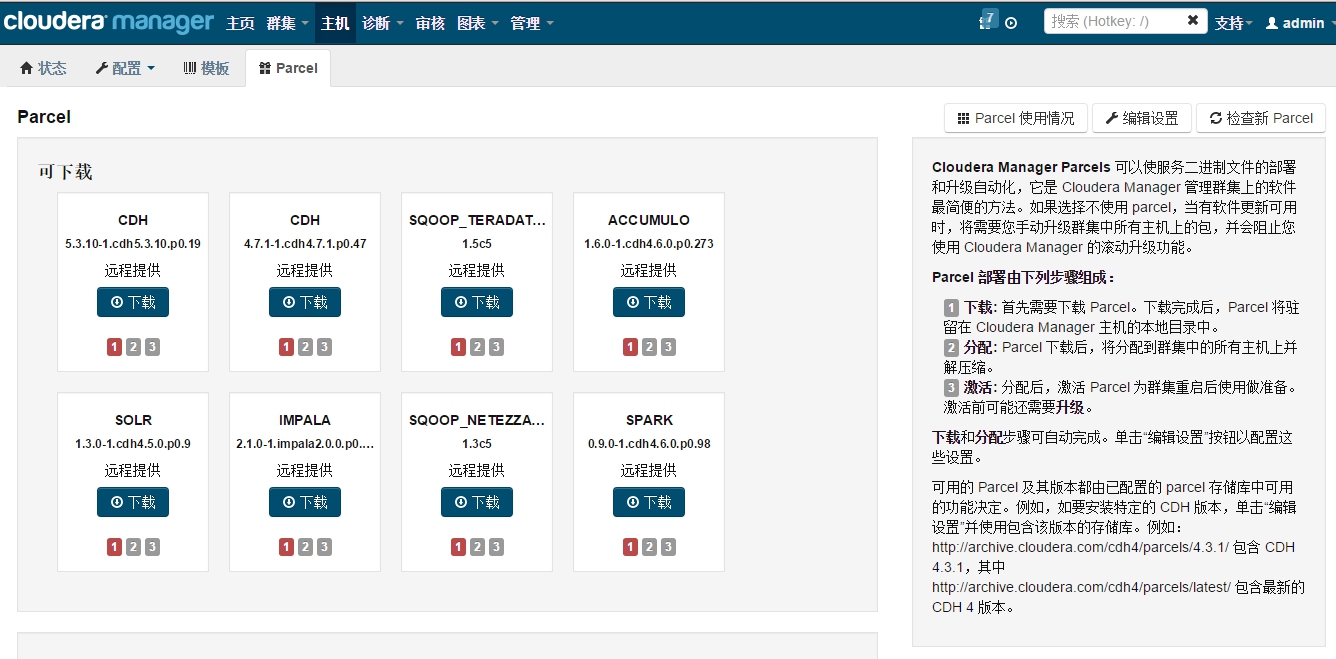 cloudera manager 主页 群集 主机 诊断 审核 图表 管理 7 搜索 (Hotkey: /) 支持 admin
状态 配置 模板 Parcel
Parcel
Parcel 使用情况 编辑设置 检查新 Parcel
可下载
CDH
5.3.10-1.cdh5.3.10.p0.19
远程提供
下载
1 2 3
CDH
4.7.1-1.cdh4.7.1.p0.47
远程提供
下载
1 2 3
SQOOP_TERADAT...
1.5c5
远程提供
下载
1 2 3
ACCUMULO
1.6.0-1.cdh4.6.0.p0.273
远程提供
下载
1 2 3
SOLR
1.3.0-1.cdh4.5.0.p0.9
远程提供
下载
1 2 3
IMPALA
2.1.0-1.impala2.0.0.p0....
远程提供
下载
1 2 3
SQOOP_NETEZZA...
1.3c5
远程提供
下载
1 2 3
SPARK
0.9.0-1.cdh4.6.0.p0.98
远程提供
下载
1 2 3
Cloudera Manager Parcels 可以使服务二进制文件的部署
和升级自动化，它是 Cloudera Manager 管理群集上的软件
最简便的方法。如果选择不使用 parcel，当有软件更新可用
时，将需要您手动升级群集中所有主机上的包，并会阻止您
使用 Cloudera Manager 的滚动升级功能。
Parcel 部署由下列步骤组成：
1 下载: 首先需要下载 Parcel。下载完成后，Parcel 将驻
留在 Cloudera Manager 主机的本地目录中。
2 分配: Parcel 下载后，将分配到群集中的所有主机上并
解压缩。
3 激活: 分配后，激活 Parcel 为群集重启后使用做准备。
激活前可能还需要升级。
下载和分配步骤可自动完成。单击“编辑设置”按钮以配置这
些设置。
可用的 Parcel 及其版本都由已配置的 parcel 存储库中可用
的功能决定。例如，如要安装特定的 CDH 版本，单击“编辑
设置”并使用包含该版本的存储库。例如：
http://archive.cloudera.com/cdh4/parcels/4.3.1/ 包含 CDH
4.3.1，其中
http://archive.cloudera.com/cdh4/parcels/latest/ 包含最新的
CDH 4 版本。